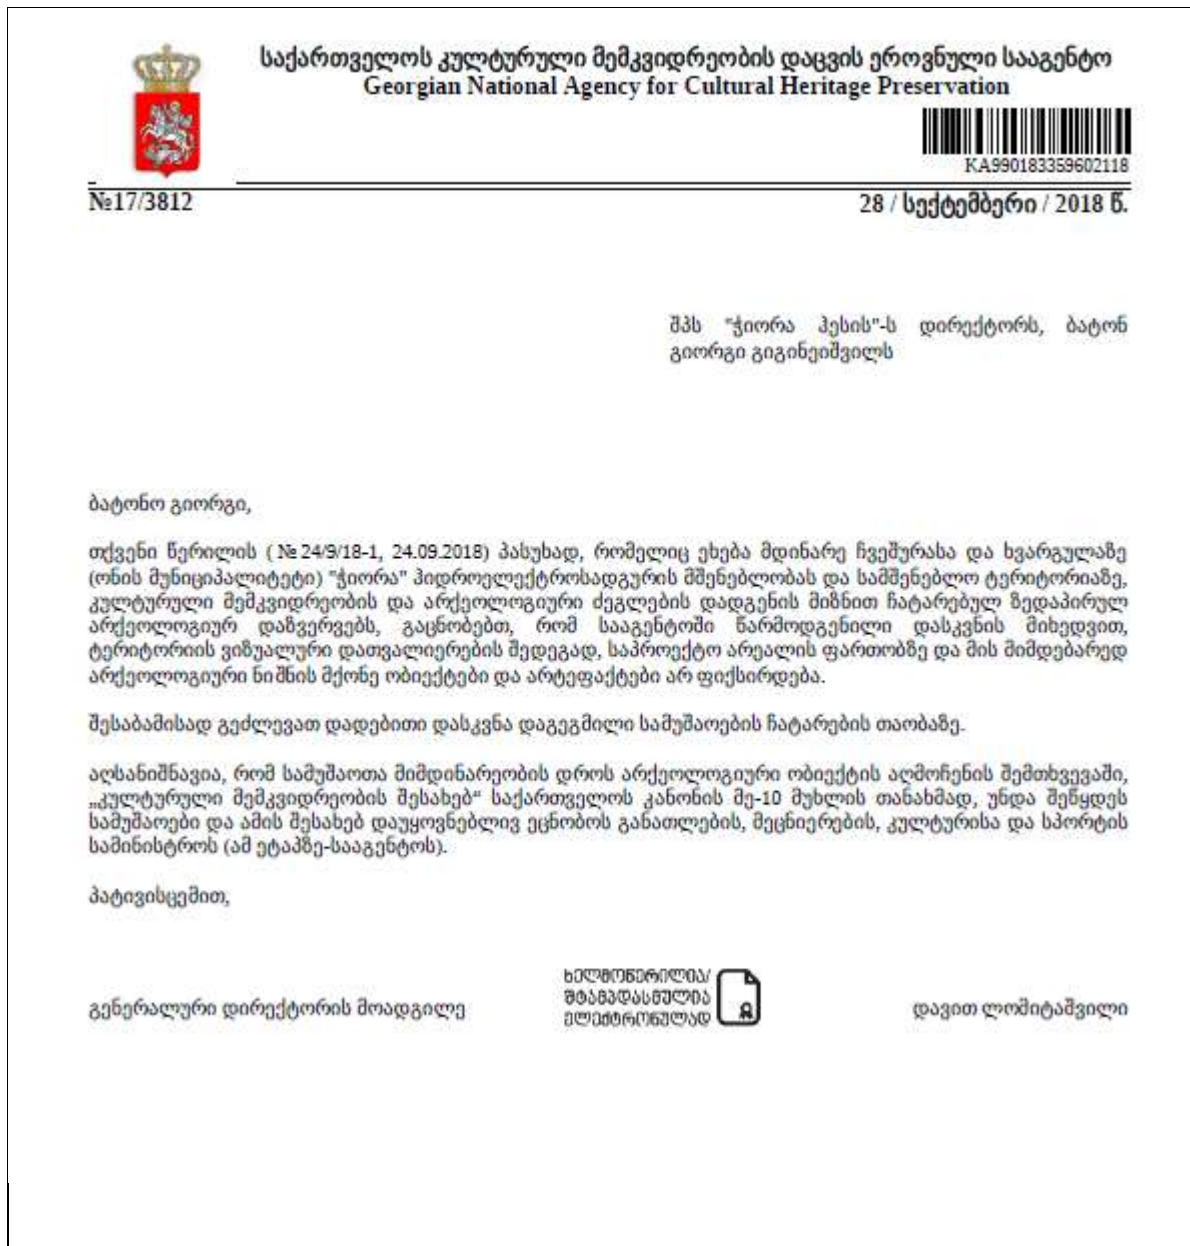 საქართველოს კულტურული მემკვიდრეობის დაცვის ეროვნული სააგენტო
Georgian National Agency for Cultural Heritage Preservation
KA990183359602118
№17/3812
28 / სექტემბერი / 2018 წ.
შპს "ჭიორა ჰესის"-ს დირექტორს, ბატონ
გიორგი გიგინეიშვილს
ბატონო გიორგი,
თქვენი წერილის ( № 24/9/18-1, 24.09.2018) პასუხად, რომელიც ეხება მდინარე ჩვეშურასა და ხვარგულაზე
(ონის მუნიციპალიტეტი) "ჭიორა" ჰიდროელექტროსადგურის მშენებლობას და სამშენებლო ტერიტორიაზე,
კულტურული მემკვიდრეობის და არქეოლოგიური ძეგლების დადგენის მიზნით ჩატარებულ ზედაპირულ
არქეოლოგიურ დაზვერვებს, გაცნობებთ, რომ სააგენტოში წარმოდგენილი დასკვნის მიხედვით,
ტერიტორიის ვიზუალური დათვალიერების შედეგად, საპროექტო არეალის ფართობზე და მის მიმდებარედ
არქეოლოგიური ნიშნის მქონე ობიექტები და არტეფაქტები არ ფიქსირდება.
შესაბამისად გეძლევათ დადებითი დასკვნა დაგეგმილი სამუშაოების ჩატარების თაობაზე.
აღსანიშნავია, რომ სამუშაოთა მიმდინარეობის დროს არქეოლოგიური ობიექტის აღმოჩენის შემთხვევაში,
„კულტურული მემკვიდრეობის შესახებ“ საქართველოს კანონის მე-10 მუხლის თანახმად, უნდა შეწყდეს
სამუშაოები და ამის შესახებ დაუყოვნებლივ ეცნობოს განათლების, მეცნიერების, კულტურისა და სპორტის
სამინისტროს (ამ ეტაპზე-სააგენტოს).
პატივისცემით,
გენერალური დირექტორის მოადგილე
ხელმოწერილია/
შტამპდასმულია
ელექტრონულად
დავით ლომიტაშვილი